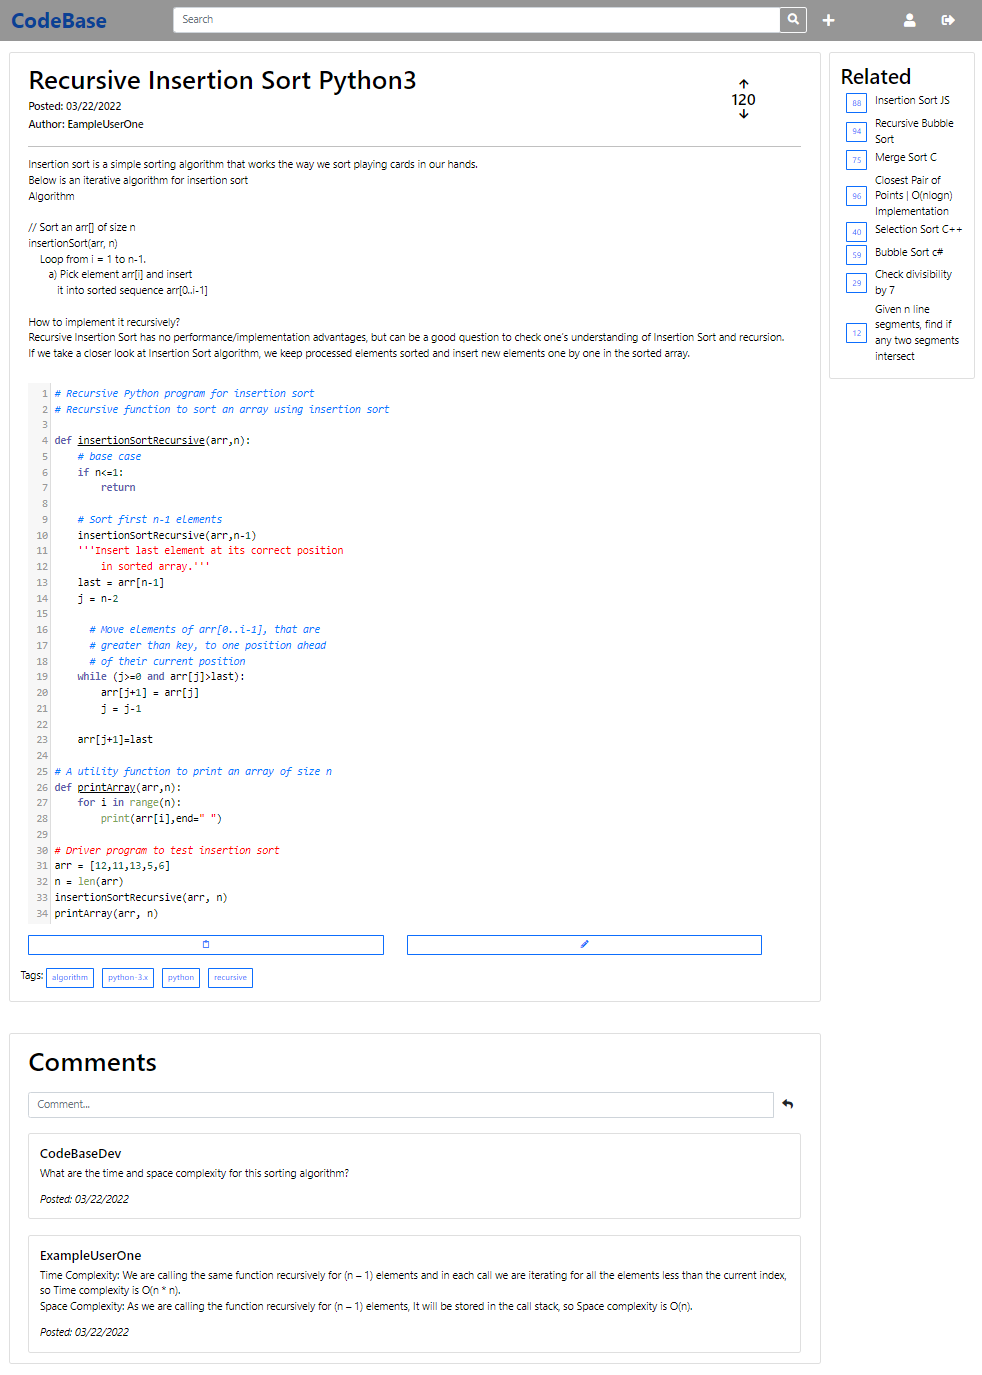 CodeBase
Search
Recursive Insertion Sort Python3
Posted: 03/22/2022
Author: EampleUserOne
120
Insertion sort is a simple sorting algorithm that works the way we sort playing cards in our hands.
Below is an iterative algorithm for insertion sort
Algorithm
// Sort an arr[] of size n
insertionSort(arr, n)
Loop from i = 1 to n-1.
a) Pick element arr[i] and insert
it into sorted sequence arr[0..i-1]
How to implement it recursively?
Recursive Insertion Sort has no performance/implementation advantages, but can be a good question to check one's understanding of Insertion Sort and recursion.
If we take a closer look at Insertion Sort algorithm, we keep processed elements sorted and insert new elements one by one in the sorted array.
1 # Recursive Python program for insertion sort
2 # Recursive function to sort an array using insertion sort
3
4 def insertionSortRecursive(arr,n):
5     # base case
6     if n<=1:
7         return
8
9     # Sort first n-1 elements
10     insertionSortRecursive(arr,n-1)
11     '''Insert last element at its correct position
12         in sorted array.'''
13     last = arr[n-1]
14     j = n-2
15
16       # Move elements of arr[0..i-1], that are
17       # greater than key, to one position ahead
18       # of their current position
19     while (j>=0 and arr[j]>last):
20         arr[j+1] = arr[j]
21         j = j-1
22
23     arr[j+1]=last
24
25 # A utility function to print an array of size n
26 def printArray(arr,n):
27     for i in range(n):
28         print(arr[i],end=" ")
29
30 # Driver program to test insertion sort
31 arr = [12,11,13,5,6]
32 n = len(arr)
33 insertionSortRecursive(arr, n)
34 printArray(arr, n)
Tags: algorithm python-3.x python recursive
Related
88 Insertion Sort JS
94 Recursive Bubble
Sort
75 Merge Sort C
96 Closest Pair of
Points | O(nlogn)
Implementation
40 Selection Sort C++
59 Bubble Sort c#
29 Check divisibility
by 7
12 Given n line
segments, find if
any two segments
intersect
Comments
Comment...
CodeBaseDev
What are the time and space complexity for this sorting algorithm?
Posted: 03/22/2022
ExampleUserOne
Time Complexity: We are calling the same function recursively for (n – 1) elements and in each call we are iterating for all the elements less than the current index,
so Time complexity is O(n * n).
Space Complexity: As we are calling the function recursively for (n – 1) elements, It will be stored in the call stack, so Space complexity is O(n).
Posted: 03/22/2022